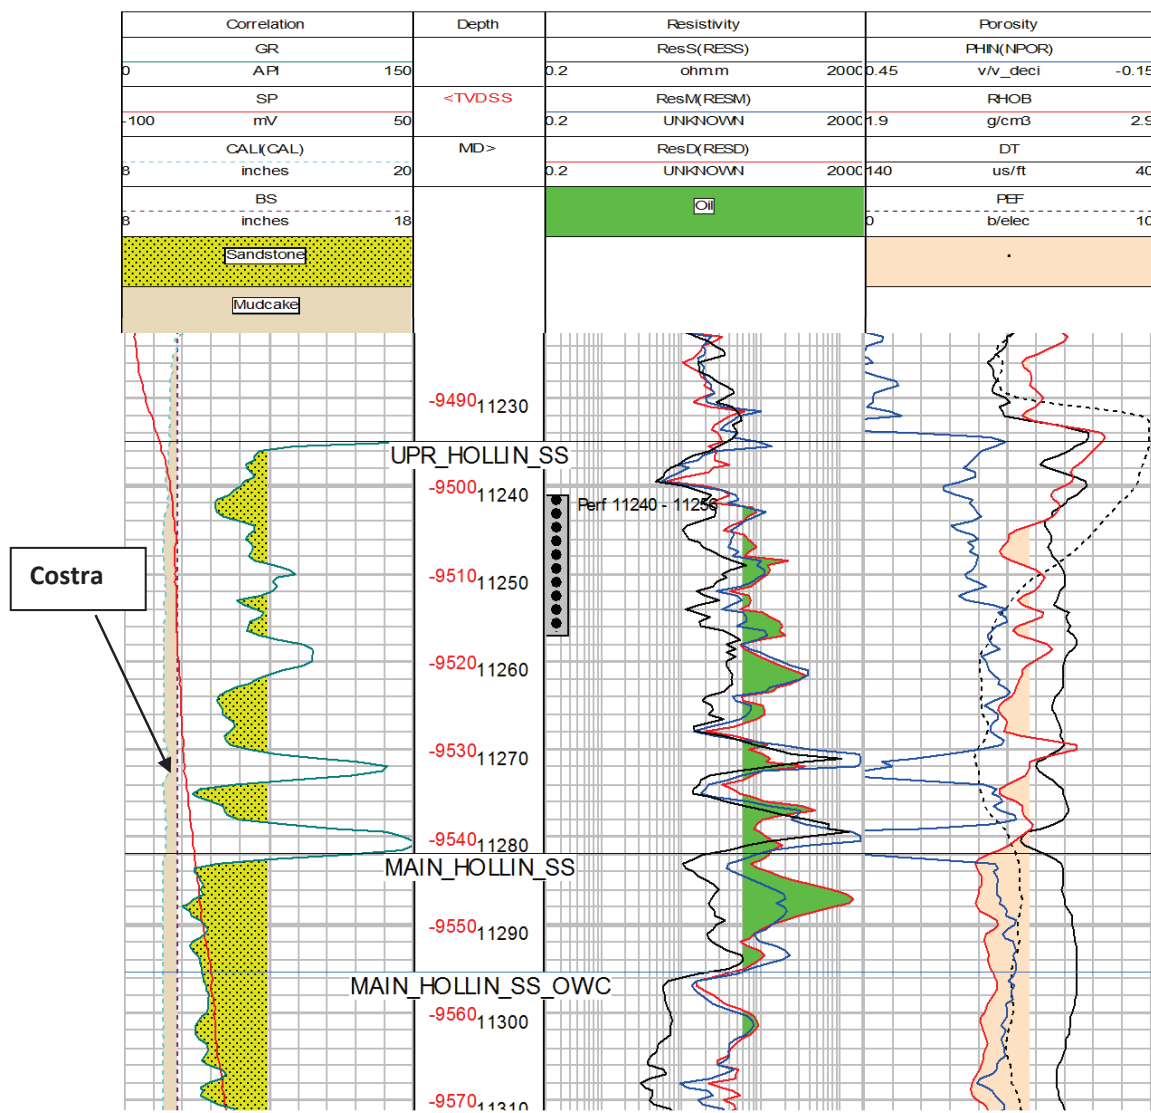 Correlation Depth Resistivity Porosity
GR ResS(RESS) PHIN(NPOR)
0 API 150 0.2 ohmm 2000 0.45 v/v_deci -0.15
SP <TVDSS ResM(RESM) RHOB
-100 mV 50 0.2 UNKNOWN 2000 1.9 g/cm3 2.9
CALI(CAL) MD> ResD(RESD) DT
8 inches 20 0.2 UNKNOWN 2000 140 us/ft 40
BS Oil PEF
8 inches 18 0 b/elec 10
Sandstone
Mudcake
-9490 11230
UPR_HOLLIN_SS
-9500 11240
Perf 11240 - 11256
Costra
-9510 11250
-9520 11260
-9530 11270
-9540 11280
MAIN_HOLLIN_SS
-9550 11290
MAIN_HOLLIN_SS_OWC
-9560 11300
-9570 11310